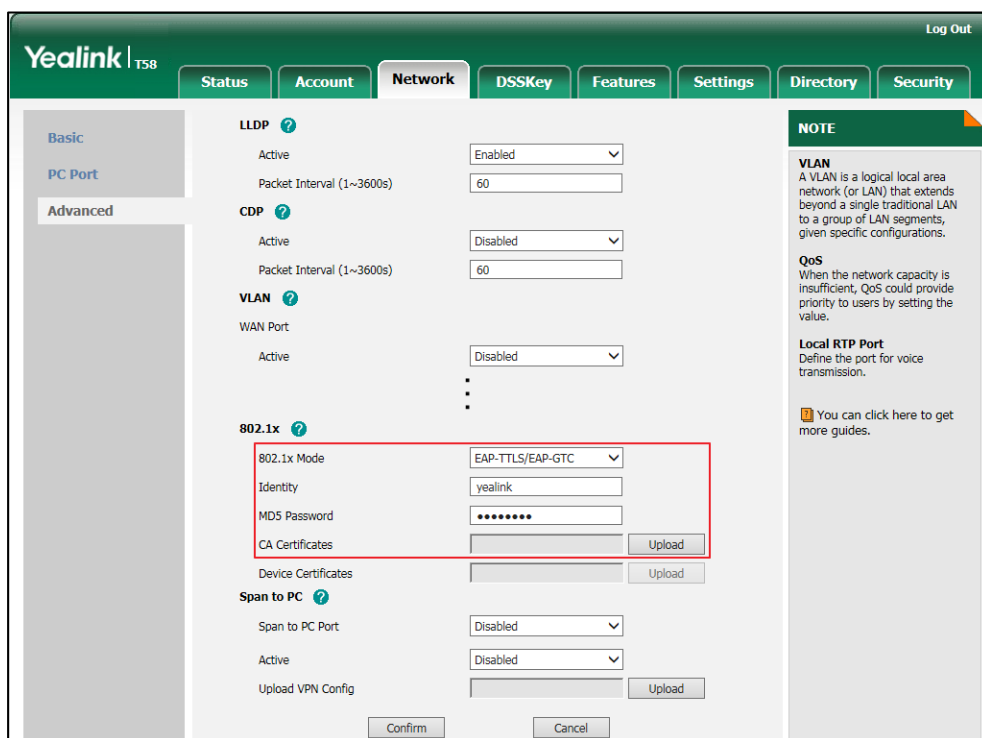 Log Out
Yealink T58
Status Account Network DSSKey Features Settings Directory Security
Basic
PC Port
Advanced
LLDP ?
Active Enabled
Packet Interval (1~3600s) 60
CDP ?
Active Disabled
Packet Interval (1~3600s) 60
VLAN ?
WAN Port
Active Disabled
802.1x ?
802.1x Mode EAP-TTLS/EAP-GTC
Identity yealink
MD5 Password ••••••••
CA Certificates Upload
Device Certificates Upload
Span to PC ?
Span to PC Port Disabled
Active Disabled
Upload VPN Config Upload
Confirm Cancel
NOTE
VLAN
A VLAN is a logical local area
network (or LAN) that extends
beyond a single traditional LAN
to a group of LAN segments,
given specific configurations.
QoS
When the network capacity is
insufficient, QoS could provide
priority to users by setting the
value.
Local RTP Port
Define the port for voice
transmission.
? You can click here to get
more guides.